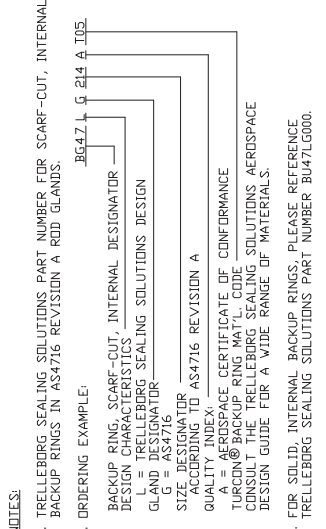 NOTES:
. TRELLEBORG SEALING SOLUTIONS PART NUMBER FOR SCARF-CUT, INTERNAL
BACKUP RINGS IN AS4716 REVISION A ROD GLANDS.
. ORDERING EXAMPLE:
BG47 L G 214 A T05
BACKUP RING, SCARF-CUT, INTERNAL DESIGNATOR
DESIGN CHARACTERISTICS
L = TRELLEBORG SEALING SOLUTIONS DESIGN
GLAND DESIGNATOR
G = AS4716
SIZE DESIGNATOR
ACCORDING TO AS4716 REVISION A
QUALITY INDEX:
A = AEROSPACE CERTIFICATE OF CONFORMANCE
TURCON® BACKUP RING MAT'L. CODE
CONSULT THE TRELLEBORG SEALING SOLUTIONS AEROSPACE
DESIGN GUIDE FOR A WIDE RANGE OF MATERIALS.
. FOR SOLID, INTERNAL BACKUP RINGS, PLEASE REFERENCE
TRELLEBORG, SEALING SOLUTIONS PART NUMBER BU47LG000.